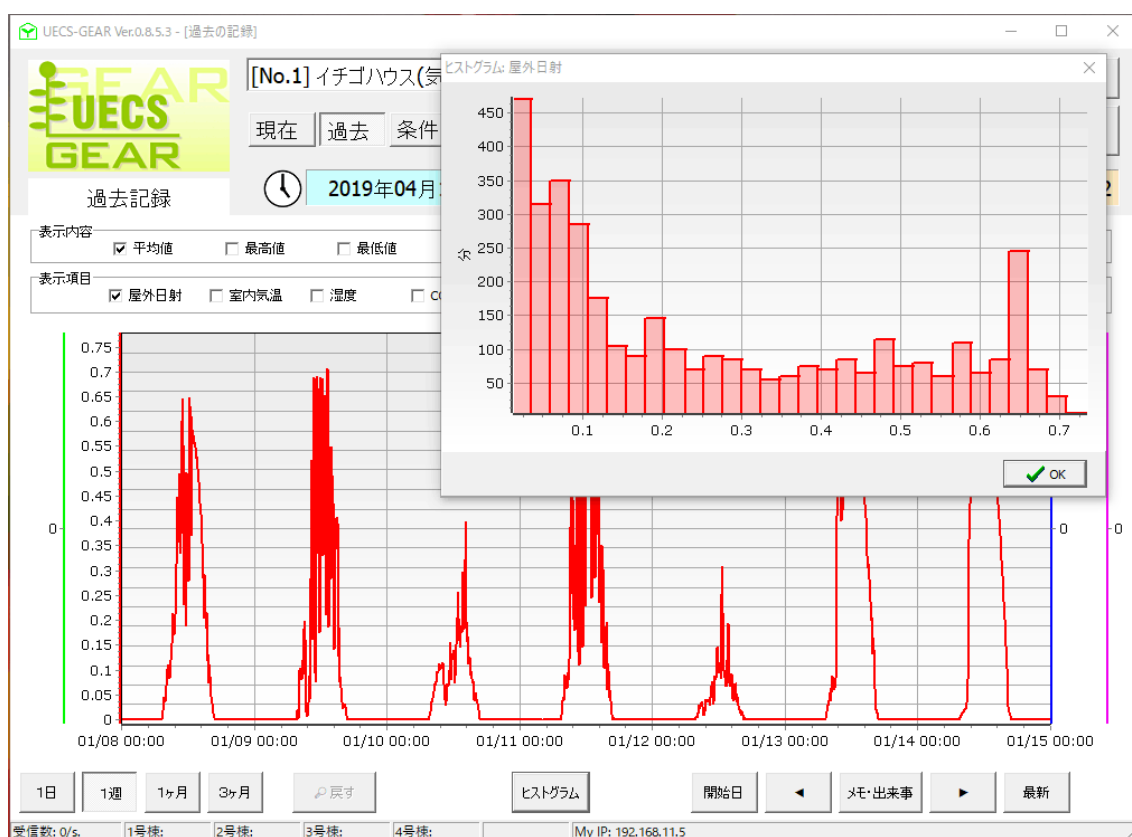 UECS-GEAR Ver.0.8.5.3 - [過去の記録]
GEAR
UECS
GEAR
過去記録
[No.1] イチゴハウス(気
現在 過去 条件
2019年04月
2
表示内容
平均値 最高値 最低値
表示項目
屋外日射 室内気温 湿度
ヒストグラム: 屋外日射
450
400
350
300
250
200
150
100
50
分
0.1 0.2 0.3 0.4 0.5 0.6 0.7
OK
0.75
0.7
0.65
0.6
0.55
0.5
0.45
0.4
0.35
0.3
0.25
0.2
0.15
0.1
0.05
0
0
0
0
01/08 00:00 01/09 00:00 01/10 00:00 01/11 00:00 01/12 00:00 01/13 00:00 01/14 00:00 01/15 00:00
1日 1週 1ヶ月 3ヶ月 戻す ヒストグラム 開始日 ◄ メモ・出来事 ► 最新
受信数: 0/s. 1号棟: 2号棟: 3号棟: 4号棟: My IP: 192.168.11.5